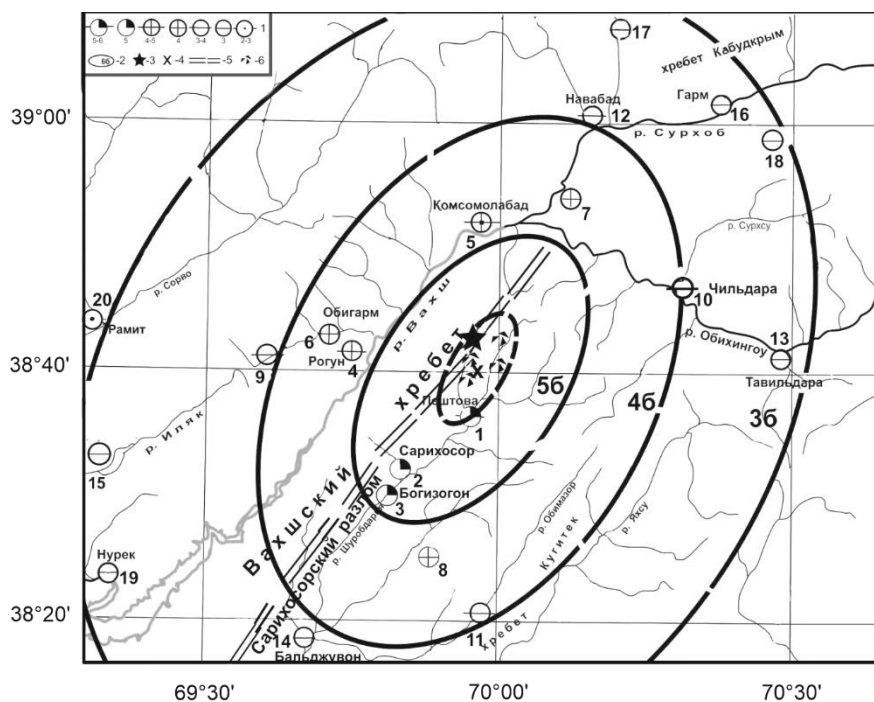 1
5-6 5 4-5 4 3-4 3 2-3
6б -2 -3 X -4 -5 -6
17
хребет Кабудкрым
39°00'
Навабад
12
Гарм
16
р. Сурхоб
18
Комсомолабад
5
7
р. Сурхсу
р. Сорво
20
Рамит
Обигарм
6
р. Вахш
10
Чильдара
р. Обихингоу
13
Тавильдара
38°40'
9
Рогун
4
хребет
X
5б
4б
3б
Пештова
1
р. Иляк
15
Сарихосор
2
Богизогон
3
Вахшский
Сарихосорский разлом
р. Шуробдара
р. Обимазор
р. Яхсу
Кугитек
хребет
Нурек
19
8
38°20'
14
Бальджувон
11
69°30'
70°00'
70°30'